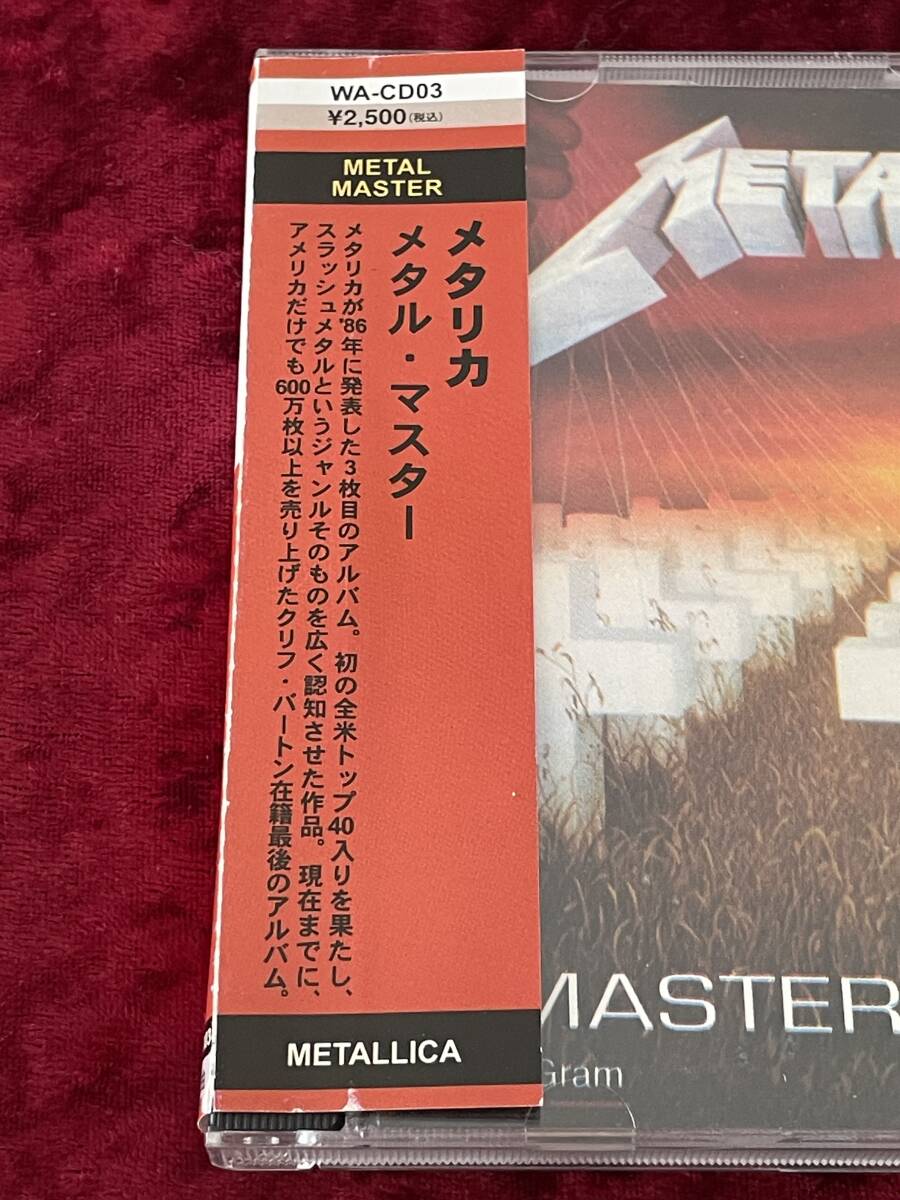 WA-CD03
¥2,500(税込)
METAL
MASTER
メタリカ
メタル・マスター
メタリカが'86年に発表した3枚目のアルバム。初の全米トップ40入りを果たし、
スラッシュメタルというジャンルそのものを広く認知させた作品。現在までに、
アメリカだけでも600万枚以上を売り上げたクリフ・バートン在籍最後のアルバム。
METALLICA
META
MASTER
Gram